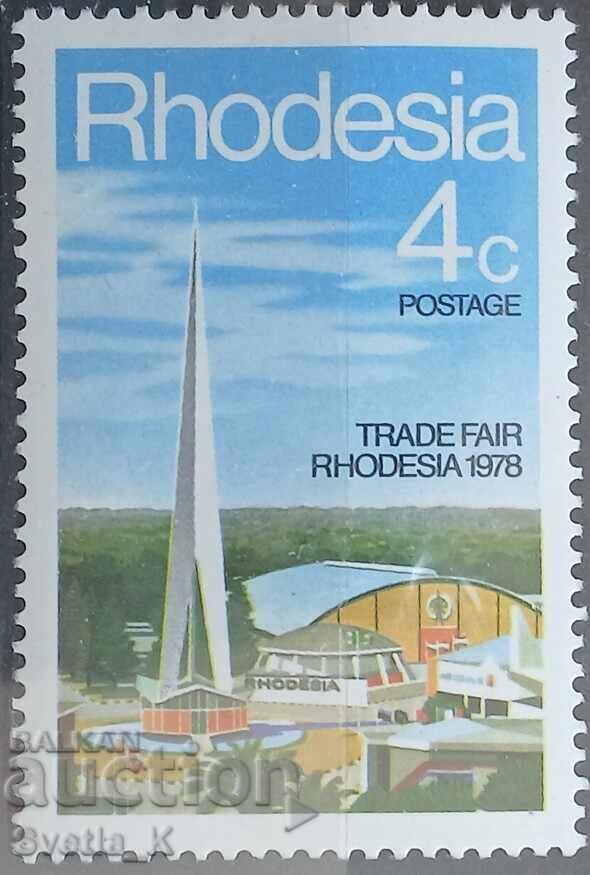 Rhodesia
4c
POSTAGE
TRADE FAIR
RHODESIA 1978
RHODESIA
BALKAN
auction
Svetla_K